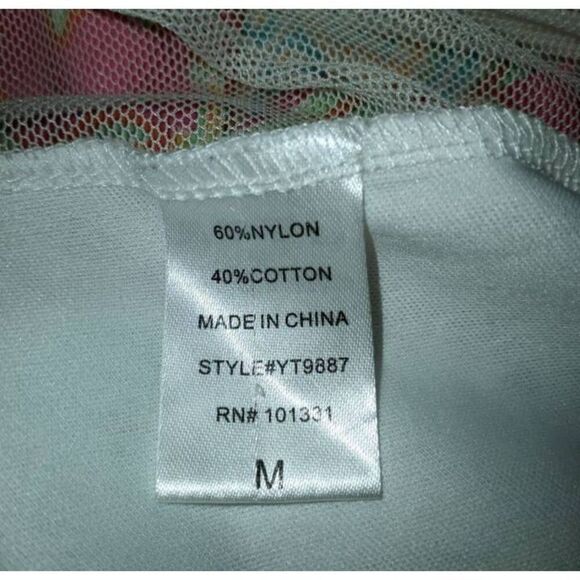 60%NYLON
40%COTTON
MADE IN CHINA
STYLE#YT9887
RN# 101331
M